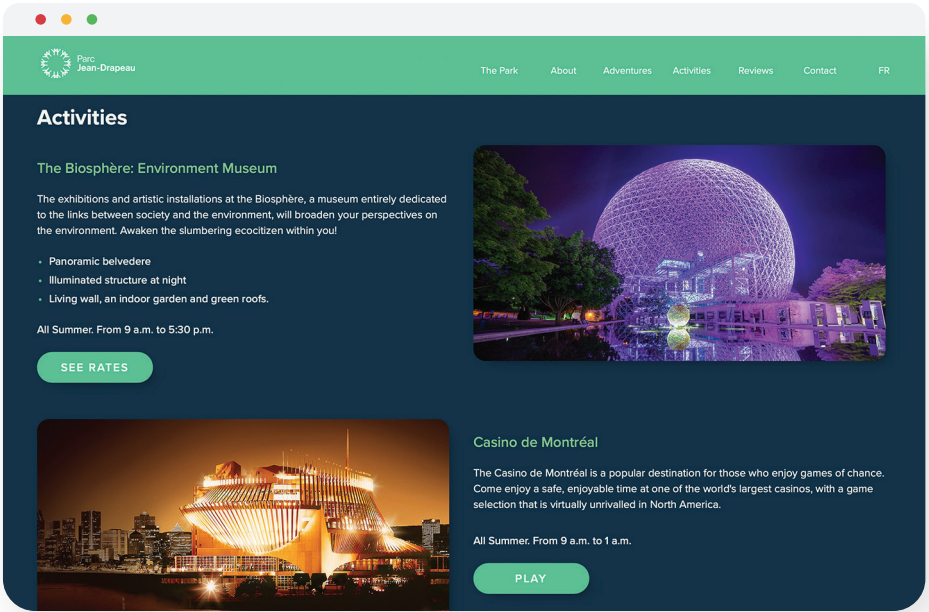 Parc
Jean-Drapeau
The Park About Adventures Activities Reviews Contact FR
Activities
The Biosphère: Environment Museum
The exhibitions and artistic installations at the Biosphère, a museum entirely dedicated
to the links between society and the environment, will broaden your perspectives on
the environment. Awaken the slumbering ecocitizen within you!
• Panoramic belvedere
• Illuminated structure at night
• Living wall, an indoor garden and green roofs.
All Summer. From 9 a.m. to 5:30 p.m.
SEE RATES
Casino de Montréal
The Casino de Montréal is a popular destination for those who enjoy games of chance.
Come enjoy a safe, enjoyable time at one of the world's largest casinos, with a game
selection that is virtually unrivalled in North America.
All Summer. From 9 a.m. to 1 a.m.
PLAY